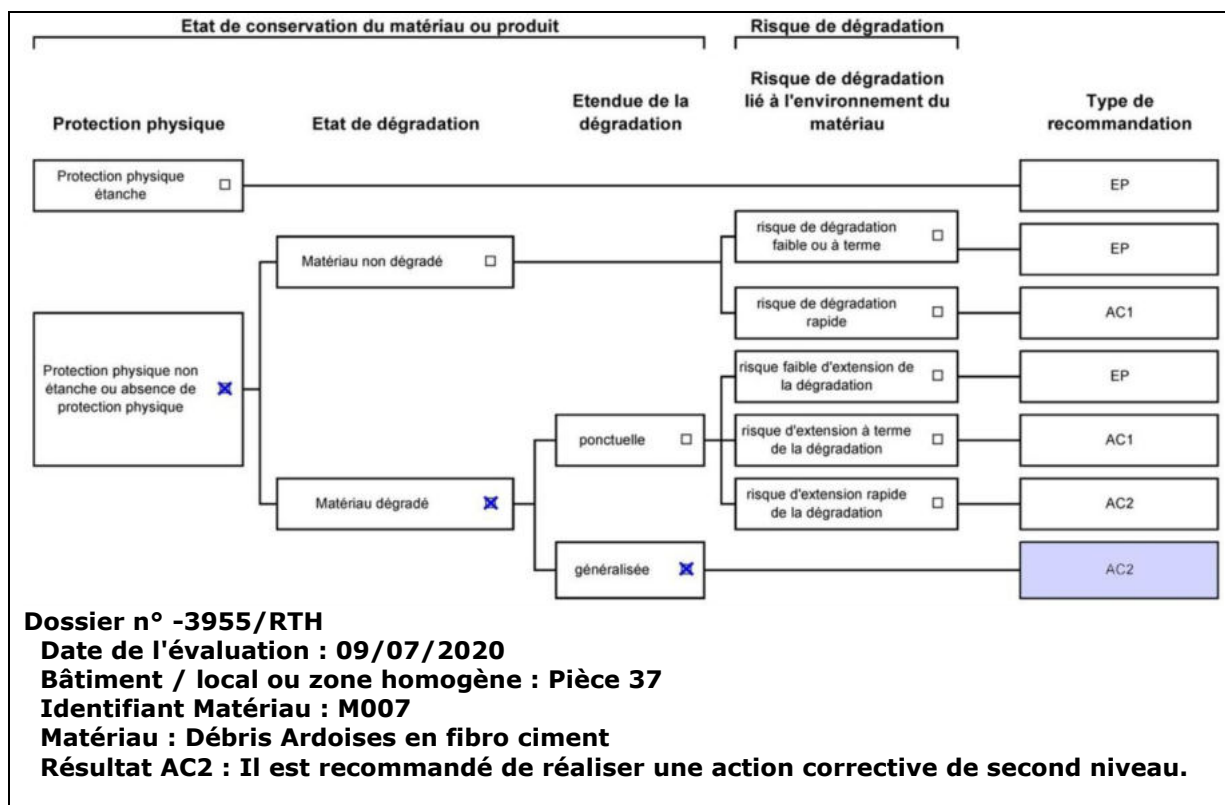 Etat de conservation du matériau ou produit
Risque de dégradation
Protection physique
Etat de dégradation
Etendue de la
dégradation
Risque de dégradation
lié à l'environnement du
matériau
Type de
recommandation
Protection physique
étanche
EP
Matériau non dégradé
risque de dégradation
faible ou à terme
EP
risque de dégradation
rapide
AC1
Protection physique non
étanche ou absence de
protection physique
risque faible d'extension de
la dégradation
EP
ponctuelle
risque d'extension à terme
de la dégradation
AC1
Matériau dégradé
risque d'extension rapide
de la dégradation
AC2
généralisée
AC2
Dossier n° -3955/RTH
Date de l'évaluation : 09/07/2020
Bâtiment / local ou zone homogène : Pièce 37
Identifiant Matériau : M007
Matériau : Débris Ardoises en fibro ciment
Résultat AC2 : Il est recommandé de réaliser une action corrective de second niveau.